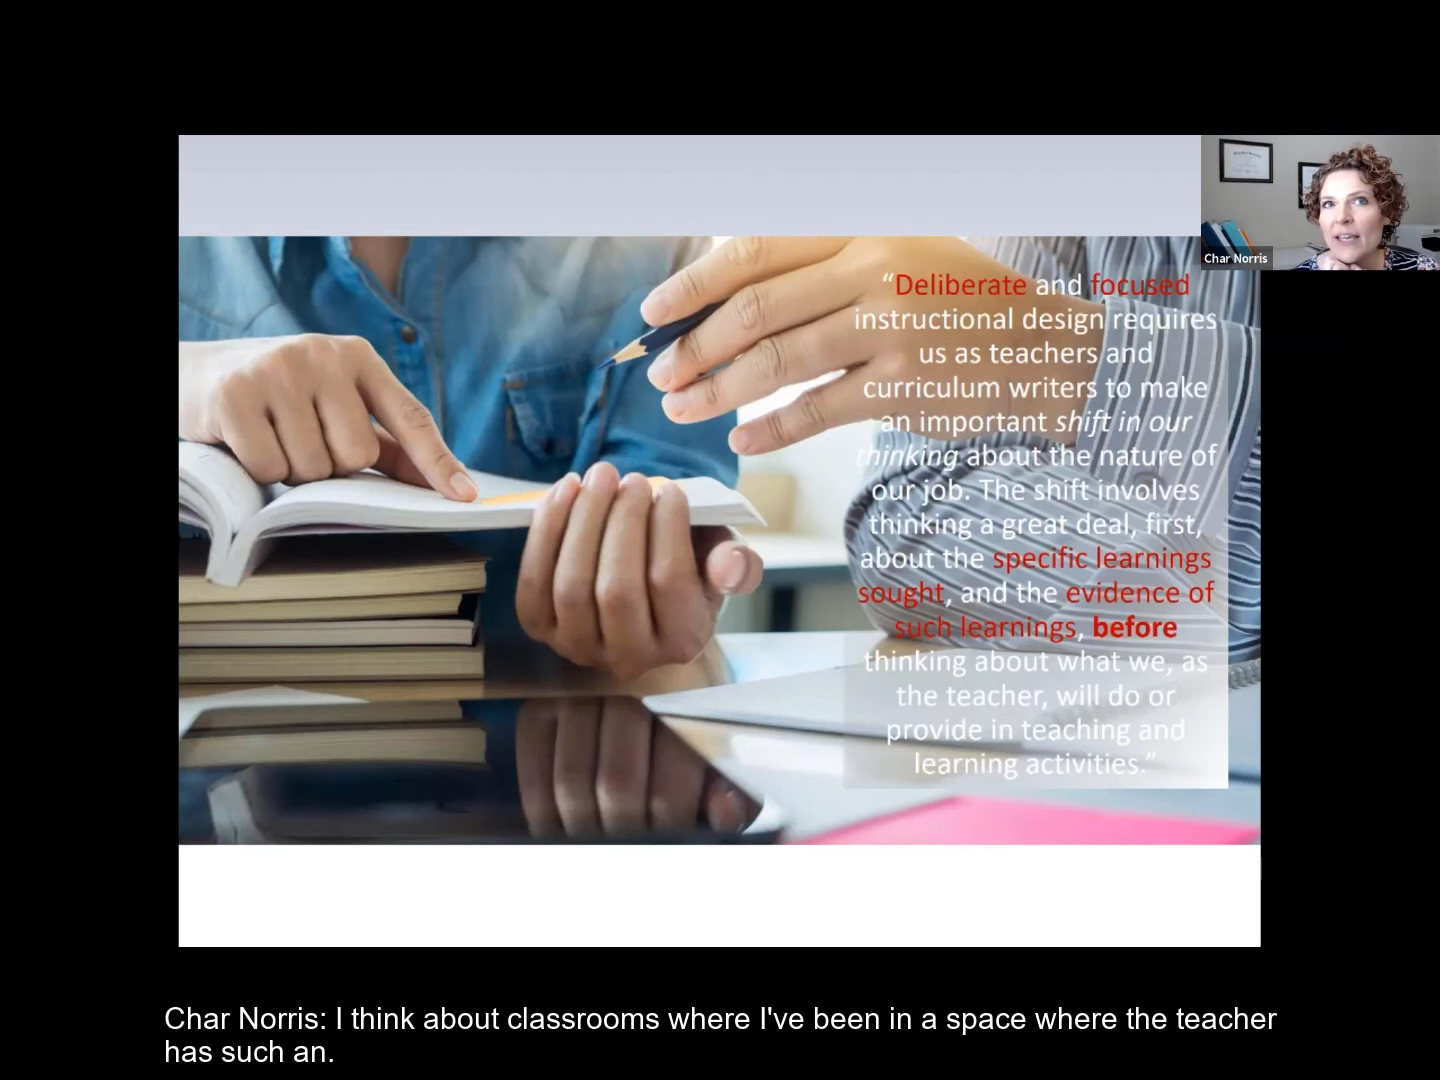 Char Norris
“Deliberate and focused
instructional design requires
us as teachers and
curriculum writers to make
an important shift in our
thinking about the nature of
our job. The shift involves
thinking a great deal, first,
about the specific learnings
sought, and the evidence of
such learnings, before
thinking about what we, as
the teacher, will do or
provide in teaching and
learning activities.”
Char Norris: I think about classrooms where I've been in a space where the teacher
has such an.